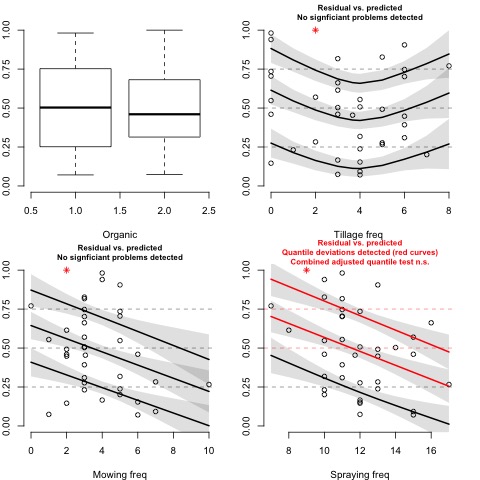 0.00 0.25 0.50 0.75 1.00
0.5 1.0 1.5 2.0 2.5
Organic
Residual vs. predicted
No signficiant problems detected
0.00 0.25 0.50 0.75 1.00
0 2 4 6 8
Tillage freq
Residual vs. predicted
No signficiant problems detected
0.00 0.25 0.50 0.75 1.00
0 2 4 6 8 10
Mowing freq
Residual vs. predicted
Quantile deviations detected (red curves)
Combined adjusted quantile test n.s.
0.00 0.25 0.50 0.75 1.00
8 10 12 14 16
Spraying freq